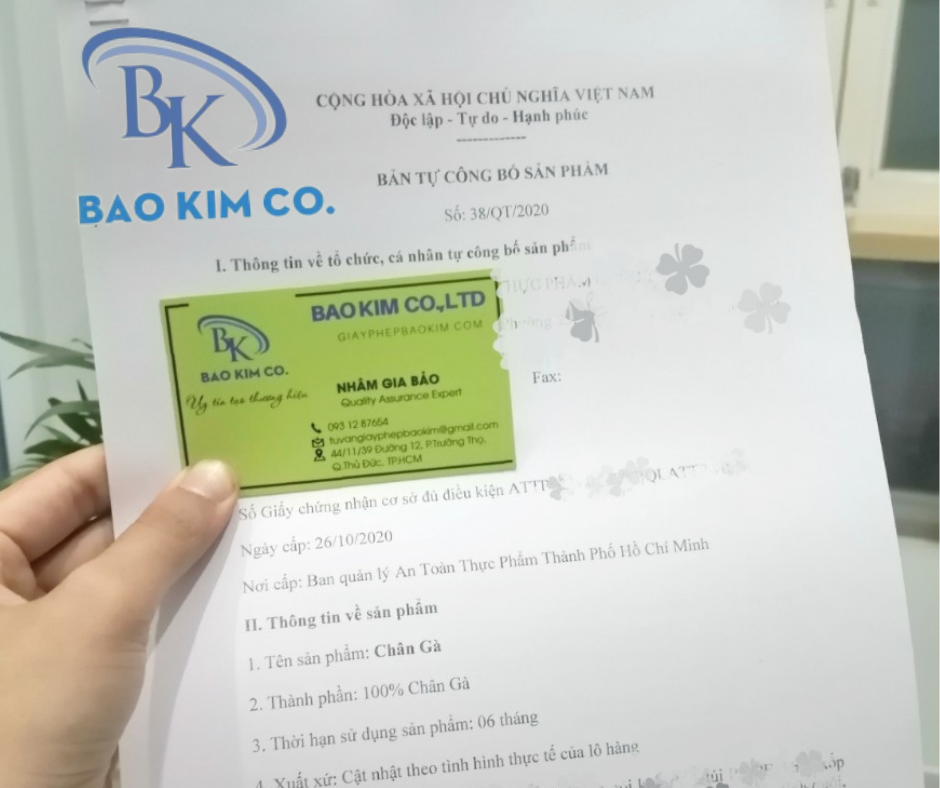 BK
BAO KIM CO.
CỘNG HÒA XÃ HỘI CHỦ NGHĨA VIỆT NAM
Độc lập - Tự do - Hạnh phúc
BẢN TỰ CÔNG BỐ SẢN PHẨM
Số: 38/QT/2020
I. Thông tin về tổ chức, cá nhân tự công bố sản phẩm
BK
BAO KIM CO.
Uy tín tạo thương hiệu
BAO KIM CO.,LTD
GIAYPHEPBAOKIM COM
NHÂM GIA BẢO
Quality Assurance Expert
093 12 87654
tuvangiayphepbaokim@gmail.com
44/11/39 Đường 12, P.Trường Thọ,
Q.Thủ Đức, TP.HCM
Fax:
Số Giấy chứng nhận cơ sở đủ điều kiện
Ngày cấp: 26/10/2020
Nơi cấp: Ban quản lý An Toàn Thực Phẩm Thành Phố Hồ Chí Minh
II. Thông tin về sản phẩm
1. Tên sản phẩm: Chân Gà
2. Thành phần: 100% Chân Gà
3. Thời hạn sử dụng sản phẩm: 06 tháng
4. Xuất xứ: Cật nhật theo tình hình thực tế của lô hàng